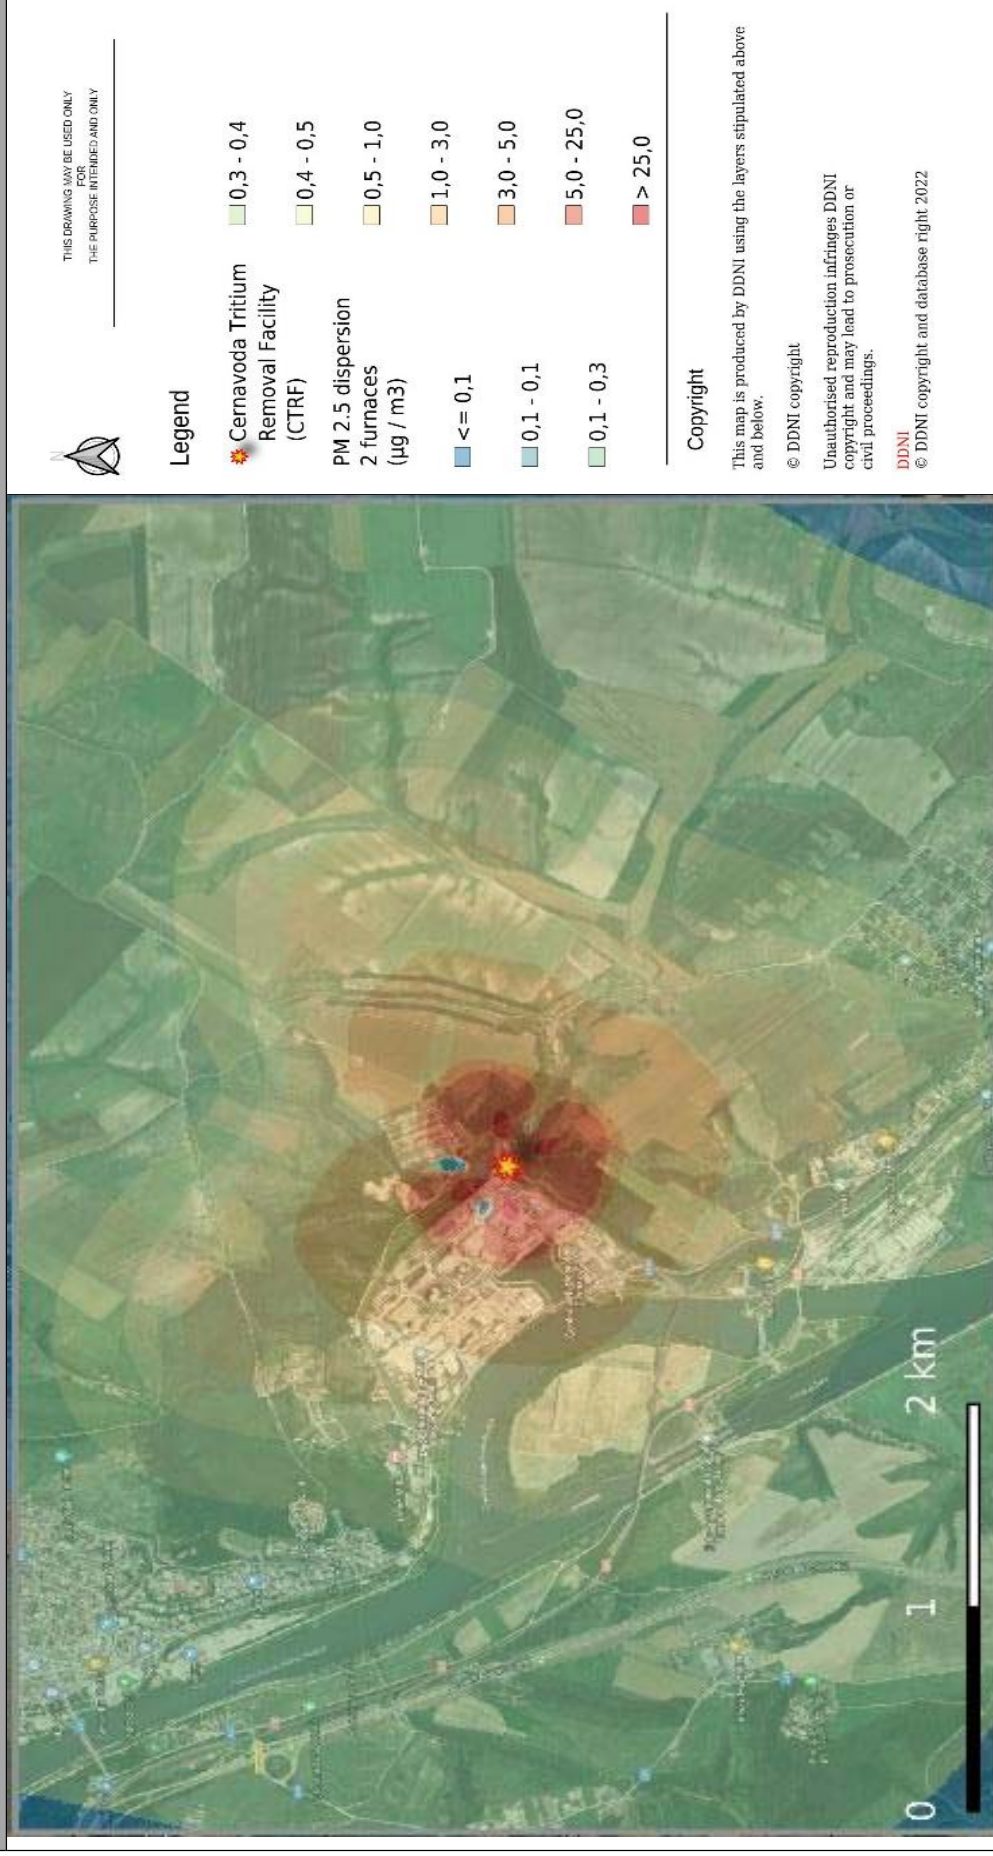 THIS DRAWING MAY BE USED ONLY
FOR
THE PURPOSE INTENDED AND ONLY
N
Legend
Cernavoda Tritium
Removal Facility
(CTRF)
PM 2.5 dispersion
2 furnaces
(µg / m3)
<= 0,1
0,1 - 0,1
0,1 - 0,3
0,3 - 0,4
0,4 - 0,5
0,5 - 1,0
1,0 - 3,0
3,0 - 5,0
5,0 - 25,0
> 25,0
Copyright
This map is produced by DDNI using the layers stipulated above
and below.
© DDNI copyright
Unauthorised reproduction infringes DDNI
copyright and may lead to prosecution or
civil proceedings.
DDNI
© DDNI copyright and database right 2022
0 1 2 km